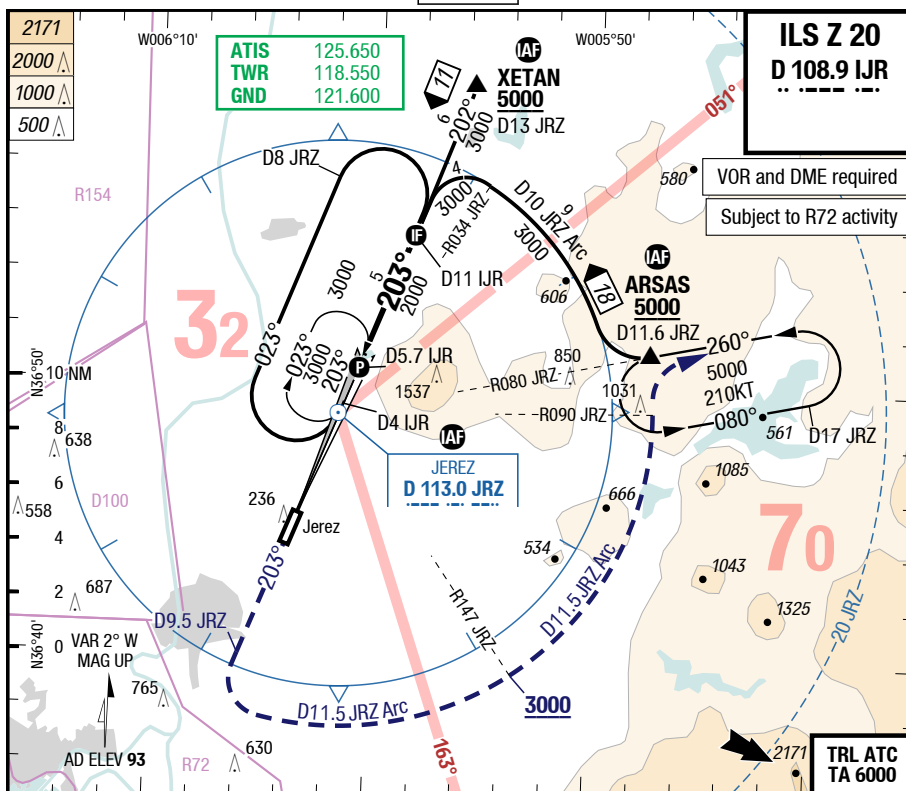 2171
2000
1000
500
W006°10'
W005°50'
ATIS 125.650
TWR 118.550
GND 121.600
ILS Z 20
D 108.9 IJR
VOR and DME required
Subject to R72 activity
IAF
XETAN
5000
D13 JRZ
11
6
202°
3000
051°
580
D8 JRZ
R154
4
3000
R034 JRZ
D10 JRZ Arc
9
3000
IF
D11 IJR
203°
5
2000
3000
023°
32
606
18
IAF
ARSAS
5000
D11.6 JRZ
260°
5000
210KT
080°
D17 JRZ
561
023°
3000
203°
P
D5.7 IJR
1537
850
R080 JRZ
1031
R090 JRZ
D4 IJR
IAF
JEREZ
D 113.0 JRZ
N36°50'
10 NM
8
6
4
2
0
N36°40'
638
558
D100
687
236
Jerez
203°
666
534
1085
70
1043
1325
R147 JRZ
D11.5 JRZ Arc
D9.5 JRZ
VAR 2° W
MAG UP
765
D11.5 JRZ Arc
3000
20 JRZ
AD ELEV 93
R72
630
163°
2171
TRL ATC
TA 6000